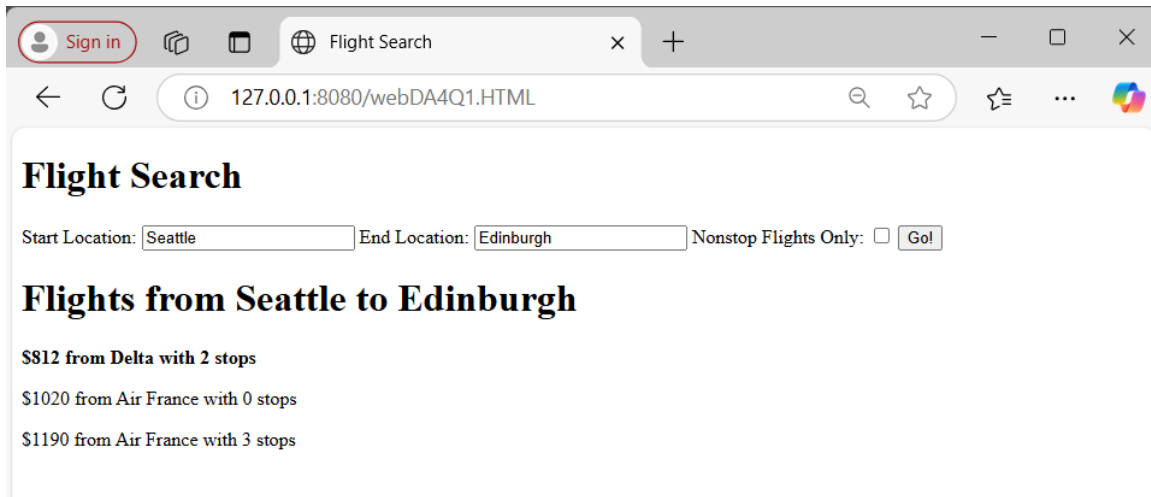 Sign in
Flight Search
127.0.0.1:8080/webDA4Q1.HTML
Flight Search
Start Location: Seattle End Location: Edinburgh Nonstop Flights Only: Go!
Flights from Seattle to Edinburgh
$812 from Delta with 2 stops
$1020 from Air France with 0 stops
$1190 from Air France with 3 stops